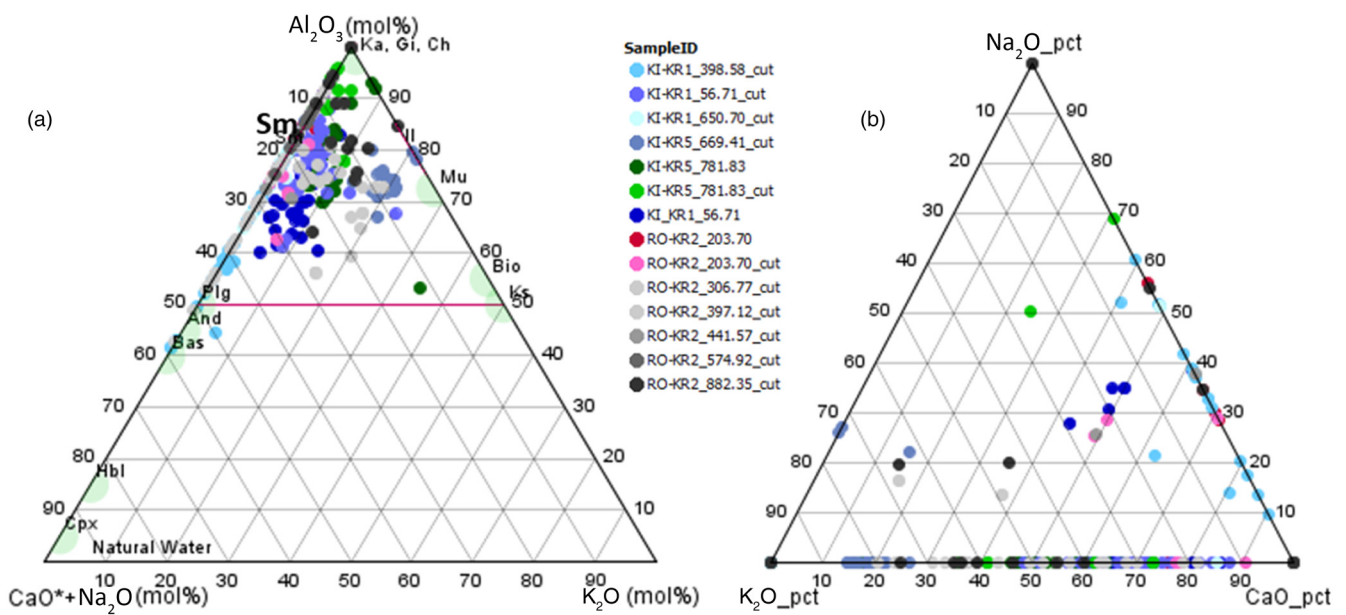 Al2O3 (mol%)
Ka, Gi, Ch
(a)
10 90
Sm
Sm Il
20 80
Mu
30 70
40 60
Bio
Plg Ks
50 50
And
Bas
60 40
70 30
80 20
Hbl
90 10
Cpx
Natural Water
10 20 30 40 50 60 70 80 90
CaO*+Na2O (mol%) K2O (mol%)
SampleID
KI-KR1_398.58_cut
KI-KR1_56.71_cut
KI-KR1_650.70_cut
KI-KR5_669.41_cut
KI-KR5_781.83
KI-KR5_781.83_cut
KI_KR1_56.71
RO-KR2_203.70
RO-KR2_203.70_cut
RO-KR2_306.77_cut
RO-KR2_397.12_cut
RO-KR2_441.57_cut
RO-KR2_574.92_cut
RO-KR2_882.35_cut
Na2O_pct
(b)
10 90
20 80
30 70
40 60
50 50
60 40
70 30
80 20
90 10
10 20 30 40 50 60 70 80 90
K2O_pct CaO_pct